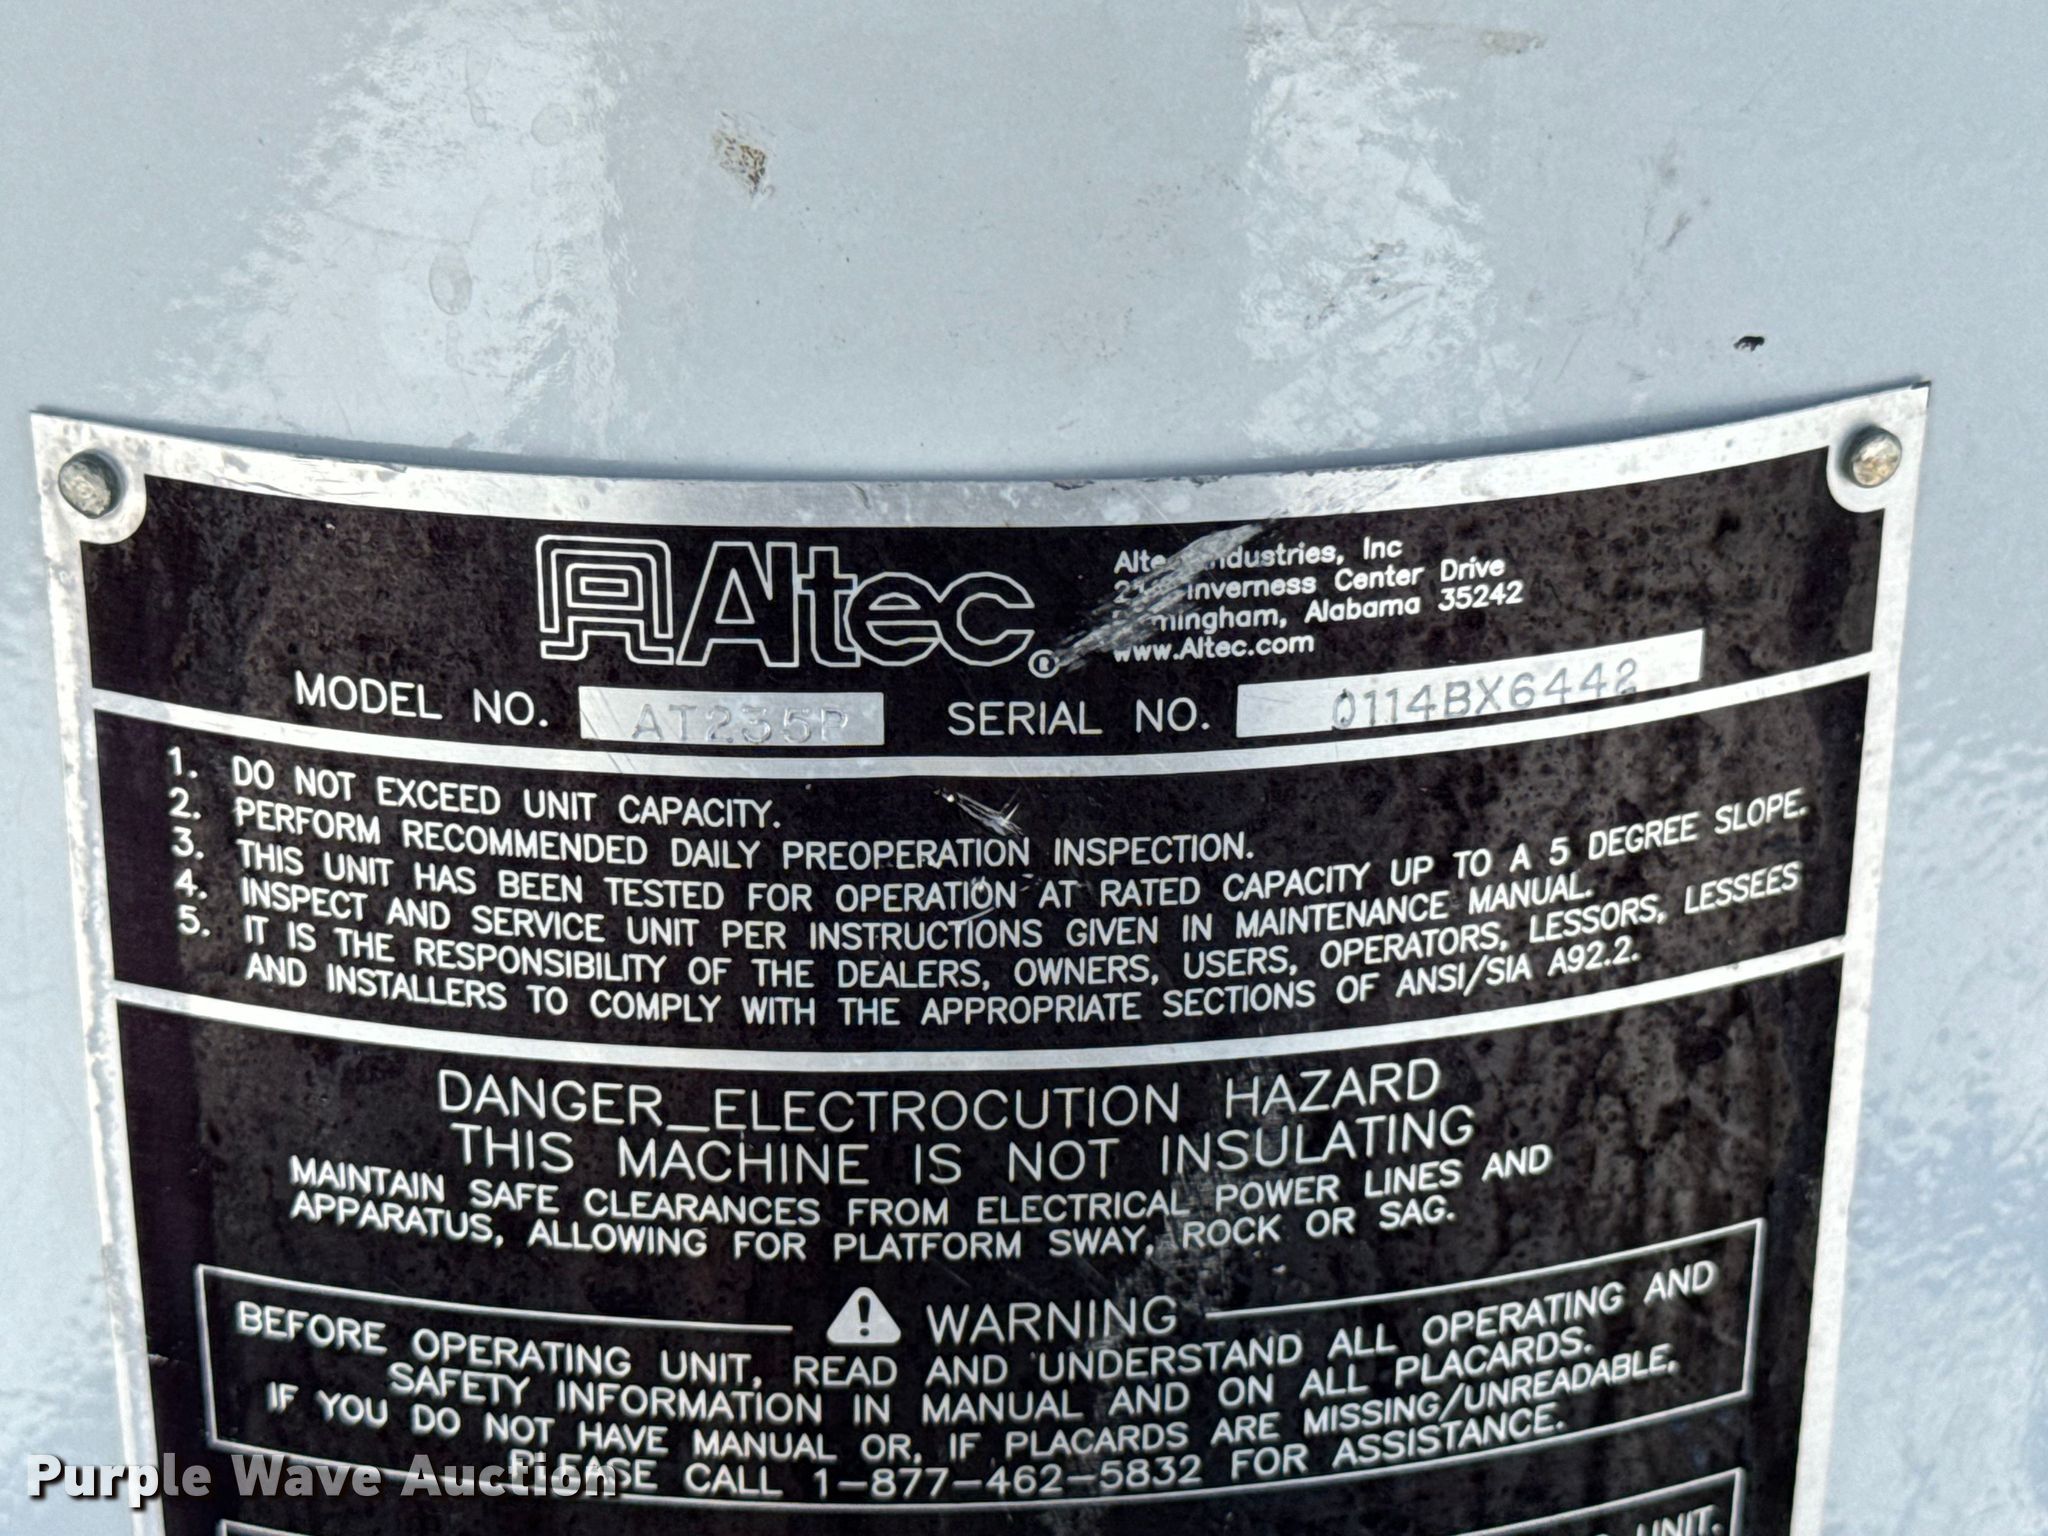 Altec®
Industries, Inc
Inverness Center Drive
Alabama 35242
www.Altec.com
MODEL NO. AT235P SERIAL NO. 0114BX6442
1. DO NOT EXCEED UNIT CAPACITY.
2. PERFORM RECOMMENDED DAILY PREOPERATION INSPECTION.
3. THIS UNIT HAS BEEN TESTED FOR OPERATION AT RATED CAPACITY UP TO A 5 DEGREE SLOPE.
4. INSPECT AND SERVICE UNIT PER INSTRUCTIONS GIVEN IN MAINTENANCE MANUAL.
5. IT IS THE RESPONSIBILITY OF THE DEALERS, OWNERS, USERS, OPERATORS, LESSORS, LESSEES
AND INSTALLERS TO COMPLY WITH THE APPROPRIATE SECTIONS OF ANSI/SIA A92.2.
DANGER_ELECTROCUTION HAZARD
THIS MACHINE IS NOT INSULATING
MAINTAIN SAFE CLEARANCES FROM ELECTRICAL POWER LINES AND
APPARATUS, ALLOWING FOR PLATFORM SWAY, ROCK OR SAG.
WARNING
BEFORE OPERATING UNIT, READ AND UNDERSTAND ALL OPERATING AND
SAFETY INFORMATION IN MANUAL AND ON ALL PLACARDS.
IF YOU DO NOT HAVE MANUAL OR, IF PLACARDS ARE MISSING/UNREADABLE,
PLEASE CALL 1-877-462-5832 FOR ASSISTANCE.
UNIT.
Purple Wave Auction